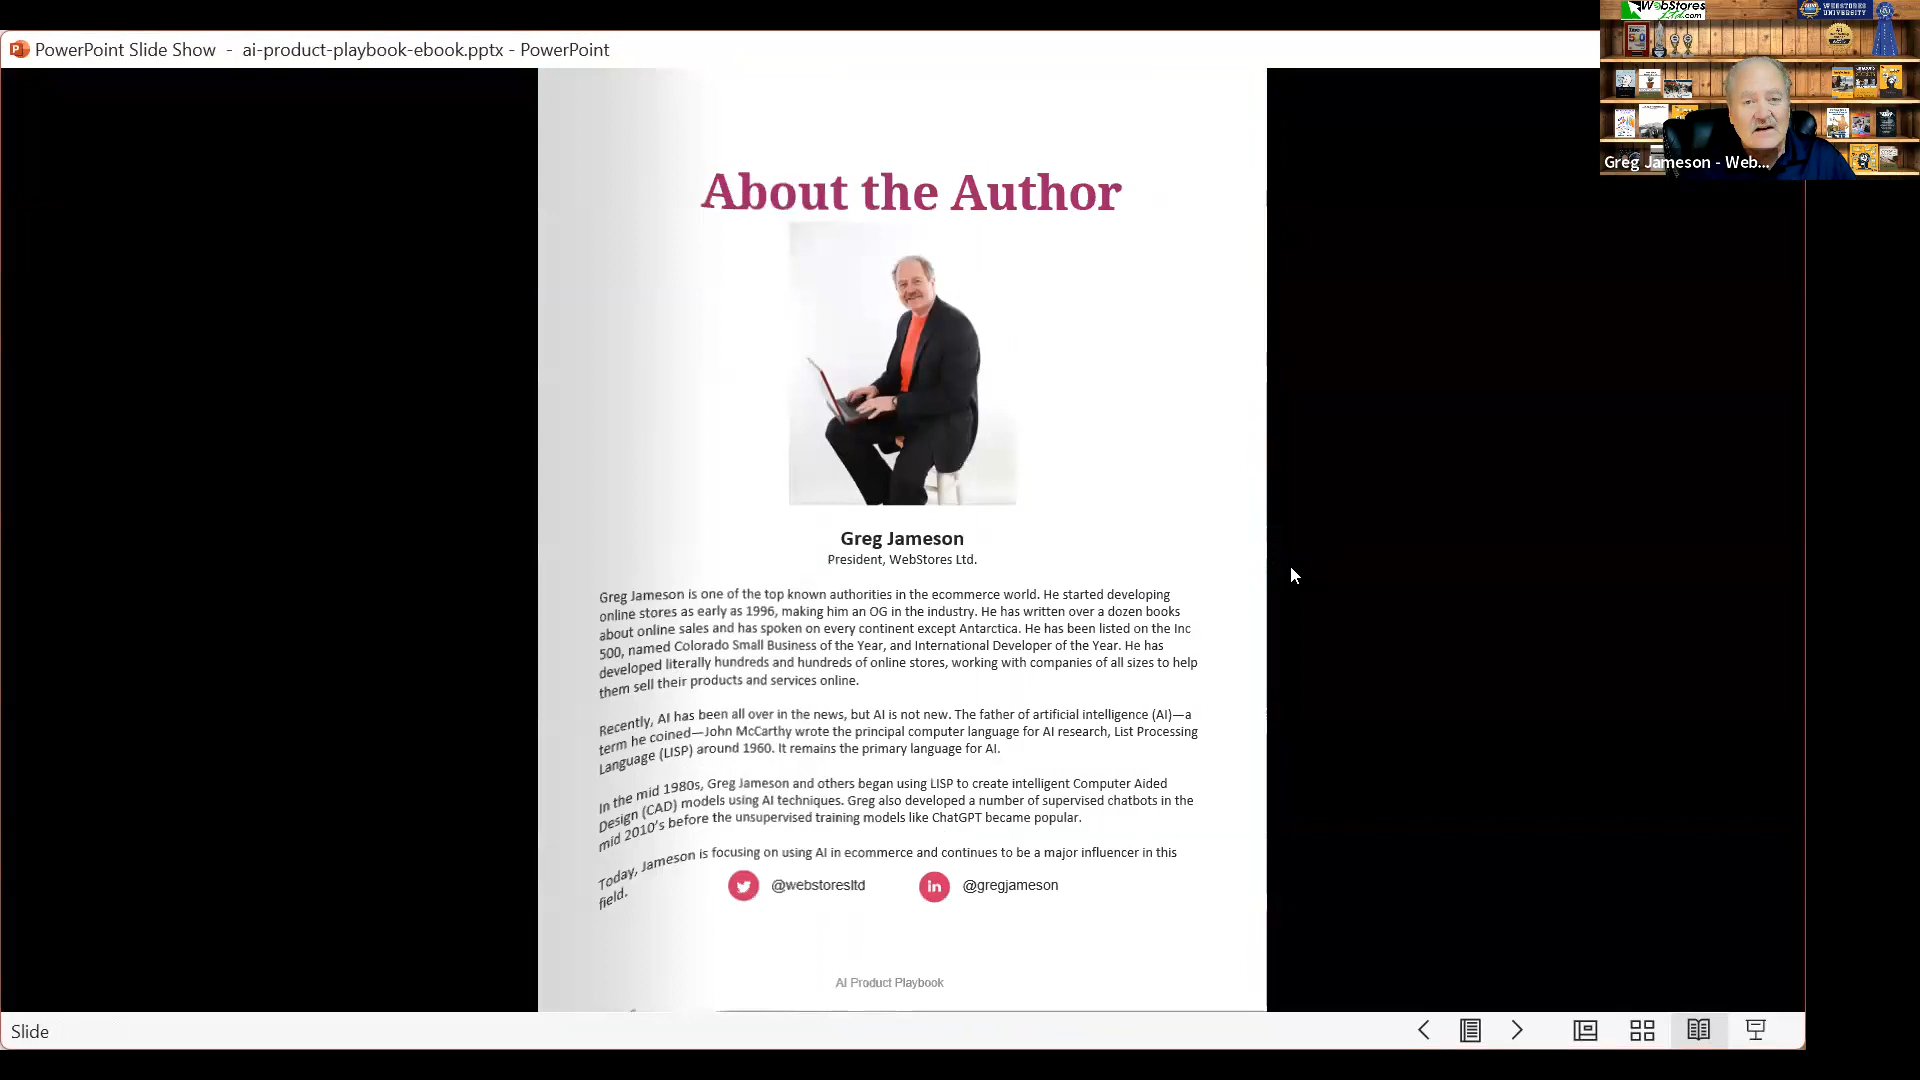 PowerPoint Slide Show - ai-product-playbook-ebook.pptx - PowerPoint
WebStores
Ltd.com
WEBSTORES
UNIVERSITY
Greg Jameson - Web...
About the Author
Greg Jameson
President, WebStores Ltd.
Greg Jameson is one of the top known authorities in the ecommerce world. He started developing
online stores as early as 1996, making him an OG in the industry. He has written over a dozen books
about online sales and has spoken on every continent except Antarctica. He has been listed on the Inc
500, named Colorado Small Business of the Year, and International Developer of the Year. He has
developed literally hundreds and hundreds of online stores, working with companies of all sizes to help
them sell their products and services online.
Recently, AI has been all over in the news, but AI is not new. The father of artificial intelligence (AI)—a
term he coined—John McCarthy wrote the principal computer language for AI research, List Processing
Language (LISP) around 1960. It remains the primary language for AI.
In the mid 1980s, Greg Jameson and others began using LISP to create intelligent Computer Aided
Design (CAD) models using AI techniques. Greg also developed a number of supervised chatbots in the
mid 2010's before the unsupervised training models like ChatGPT became popular.
Today, Jameson is focusing on using AI in ecommerce and continues to be a major influencer in this
field.
@webstoresltd
@gregjameson
AI Product Playbook
Slide